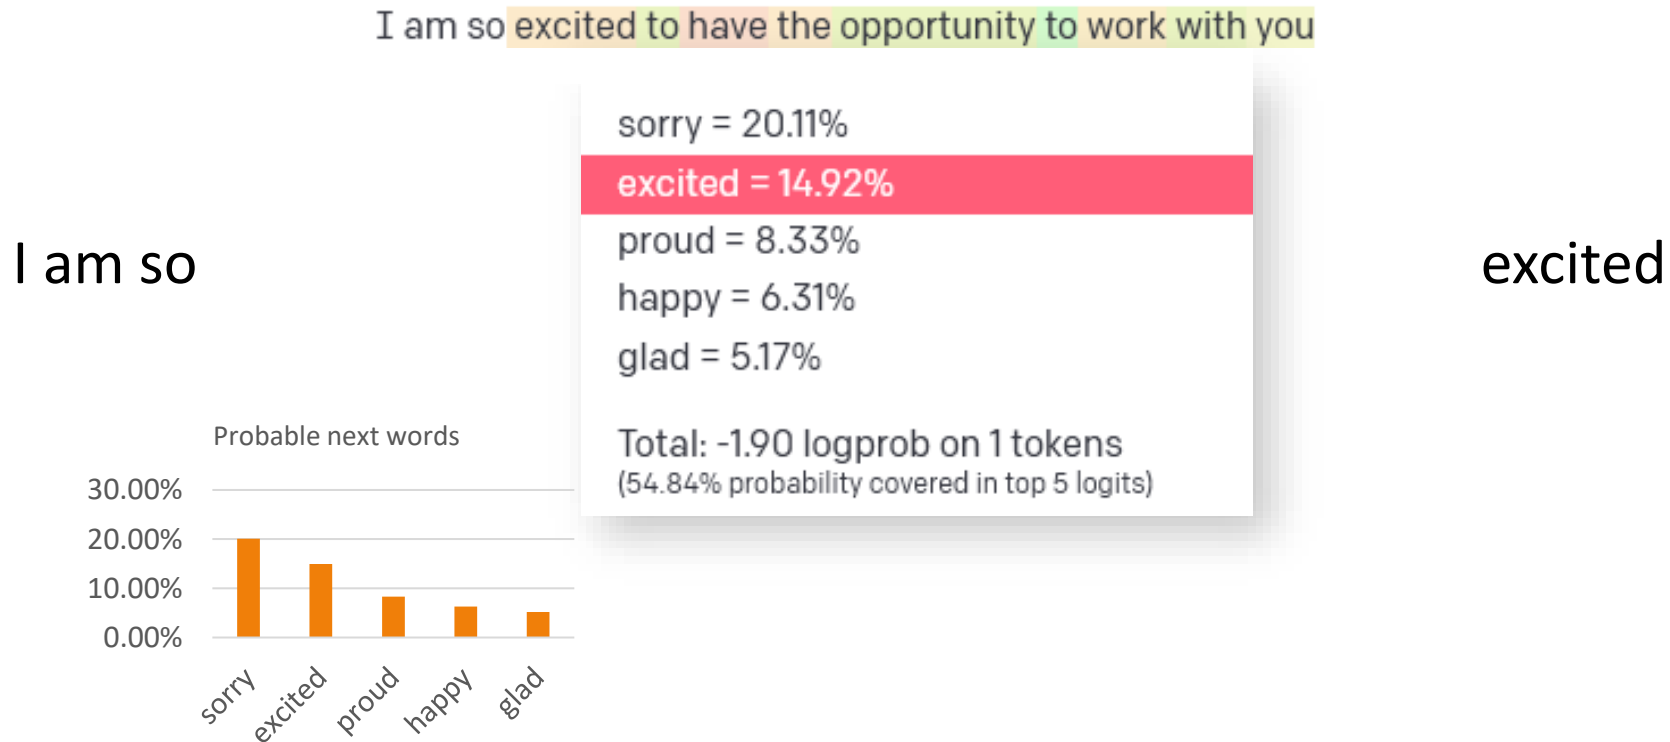 I am so excited to have the opportunity to work with you
sorry = 20.11%
excited = 14.92%
proud = 8.33%
happy = 6.31%
glad = 5.17%
Total: -1.90 logprob on 1 tokens
(54.84% probability covered in top 5 logits)
I am so
excited
Probable next words
30.00%
20.00%
10.00%
0.00%
sorry
excited
proud
happy
glad